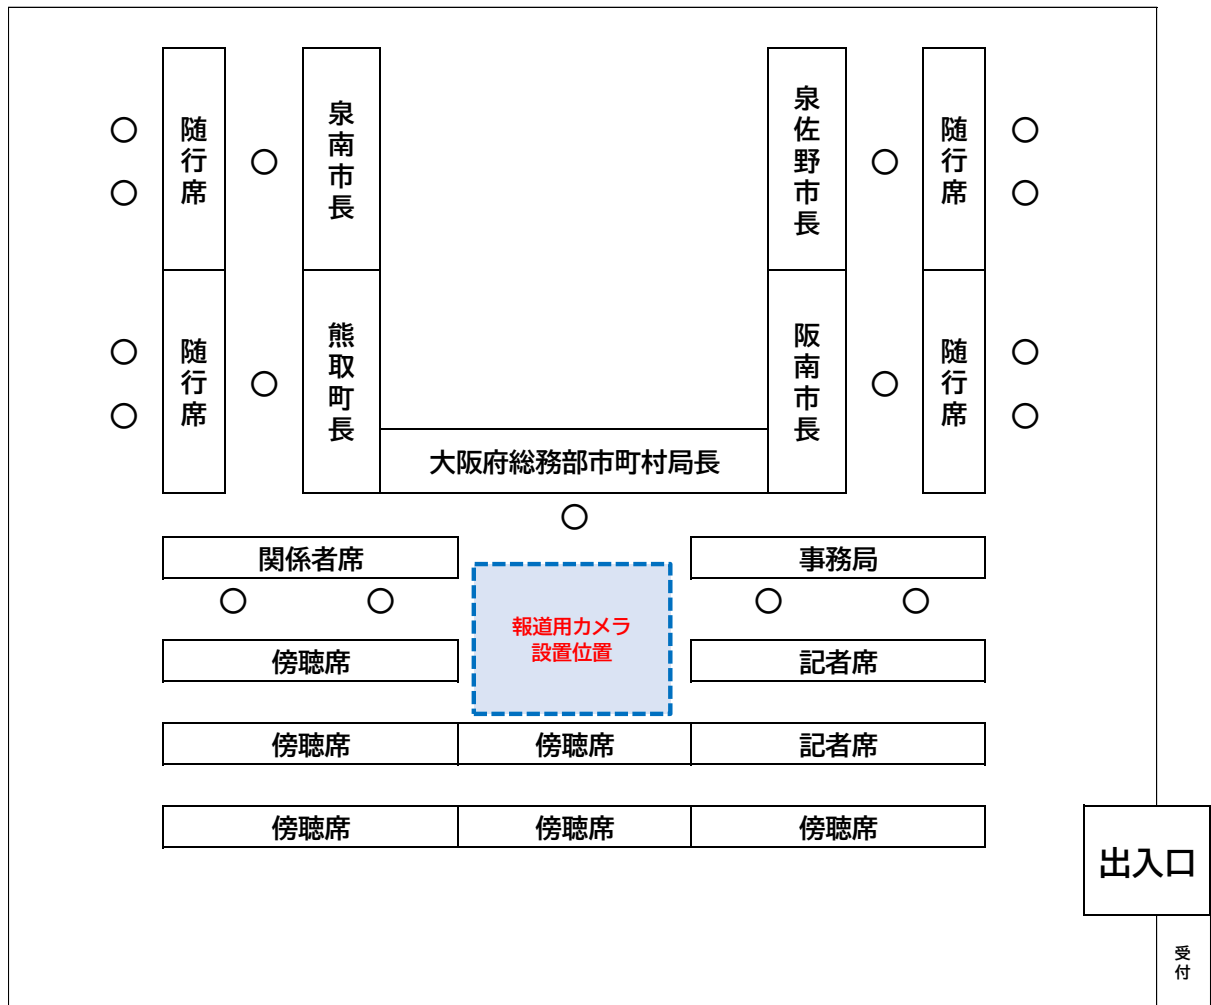 随行席
泉南市長
泉佐野市長
随行席
随行席
熊取町長
阪南市長
随行席
大阪府総務部市町村局長
関係者席
事務局
報道用カメラ
設置位置
傍聴席
記者席
傍聴席
傍聴席
記者席
傍聴席
傍聴席
傍聴席
出入口
受付